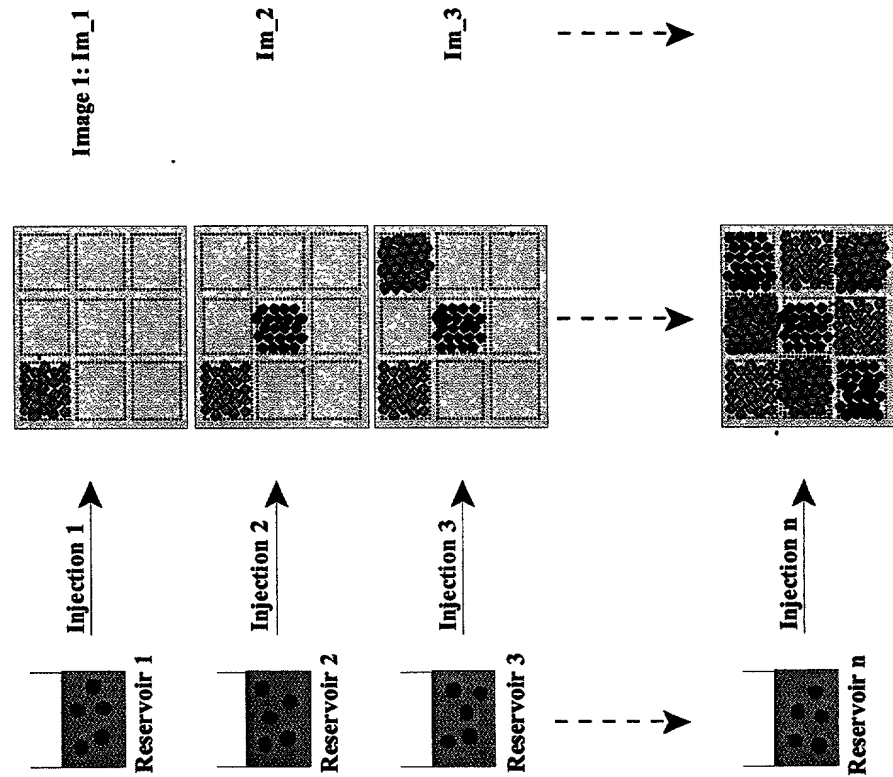 Reservoir 1
Injection 1
Image 1: Im_1
Reservoir 2
Injection 2
Im_2
Reservoir 3
Injection 3
Im_3
Reservoir n
Injection n